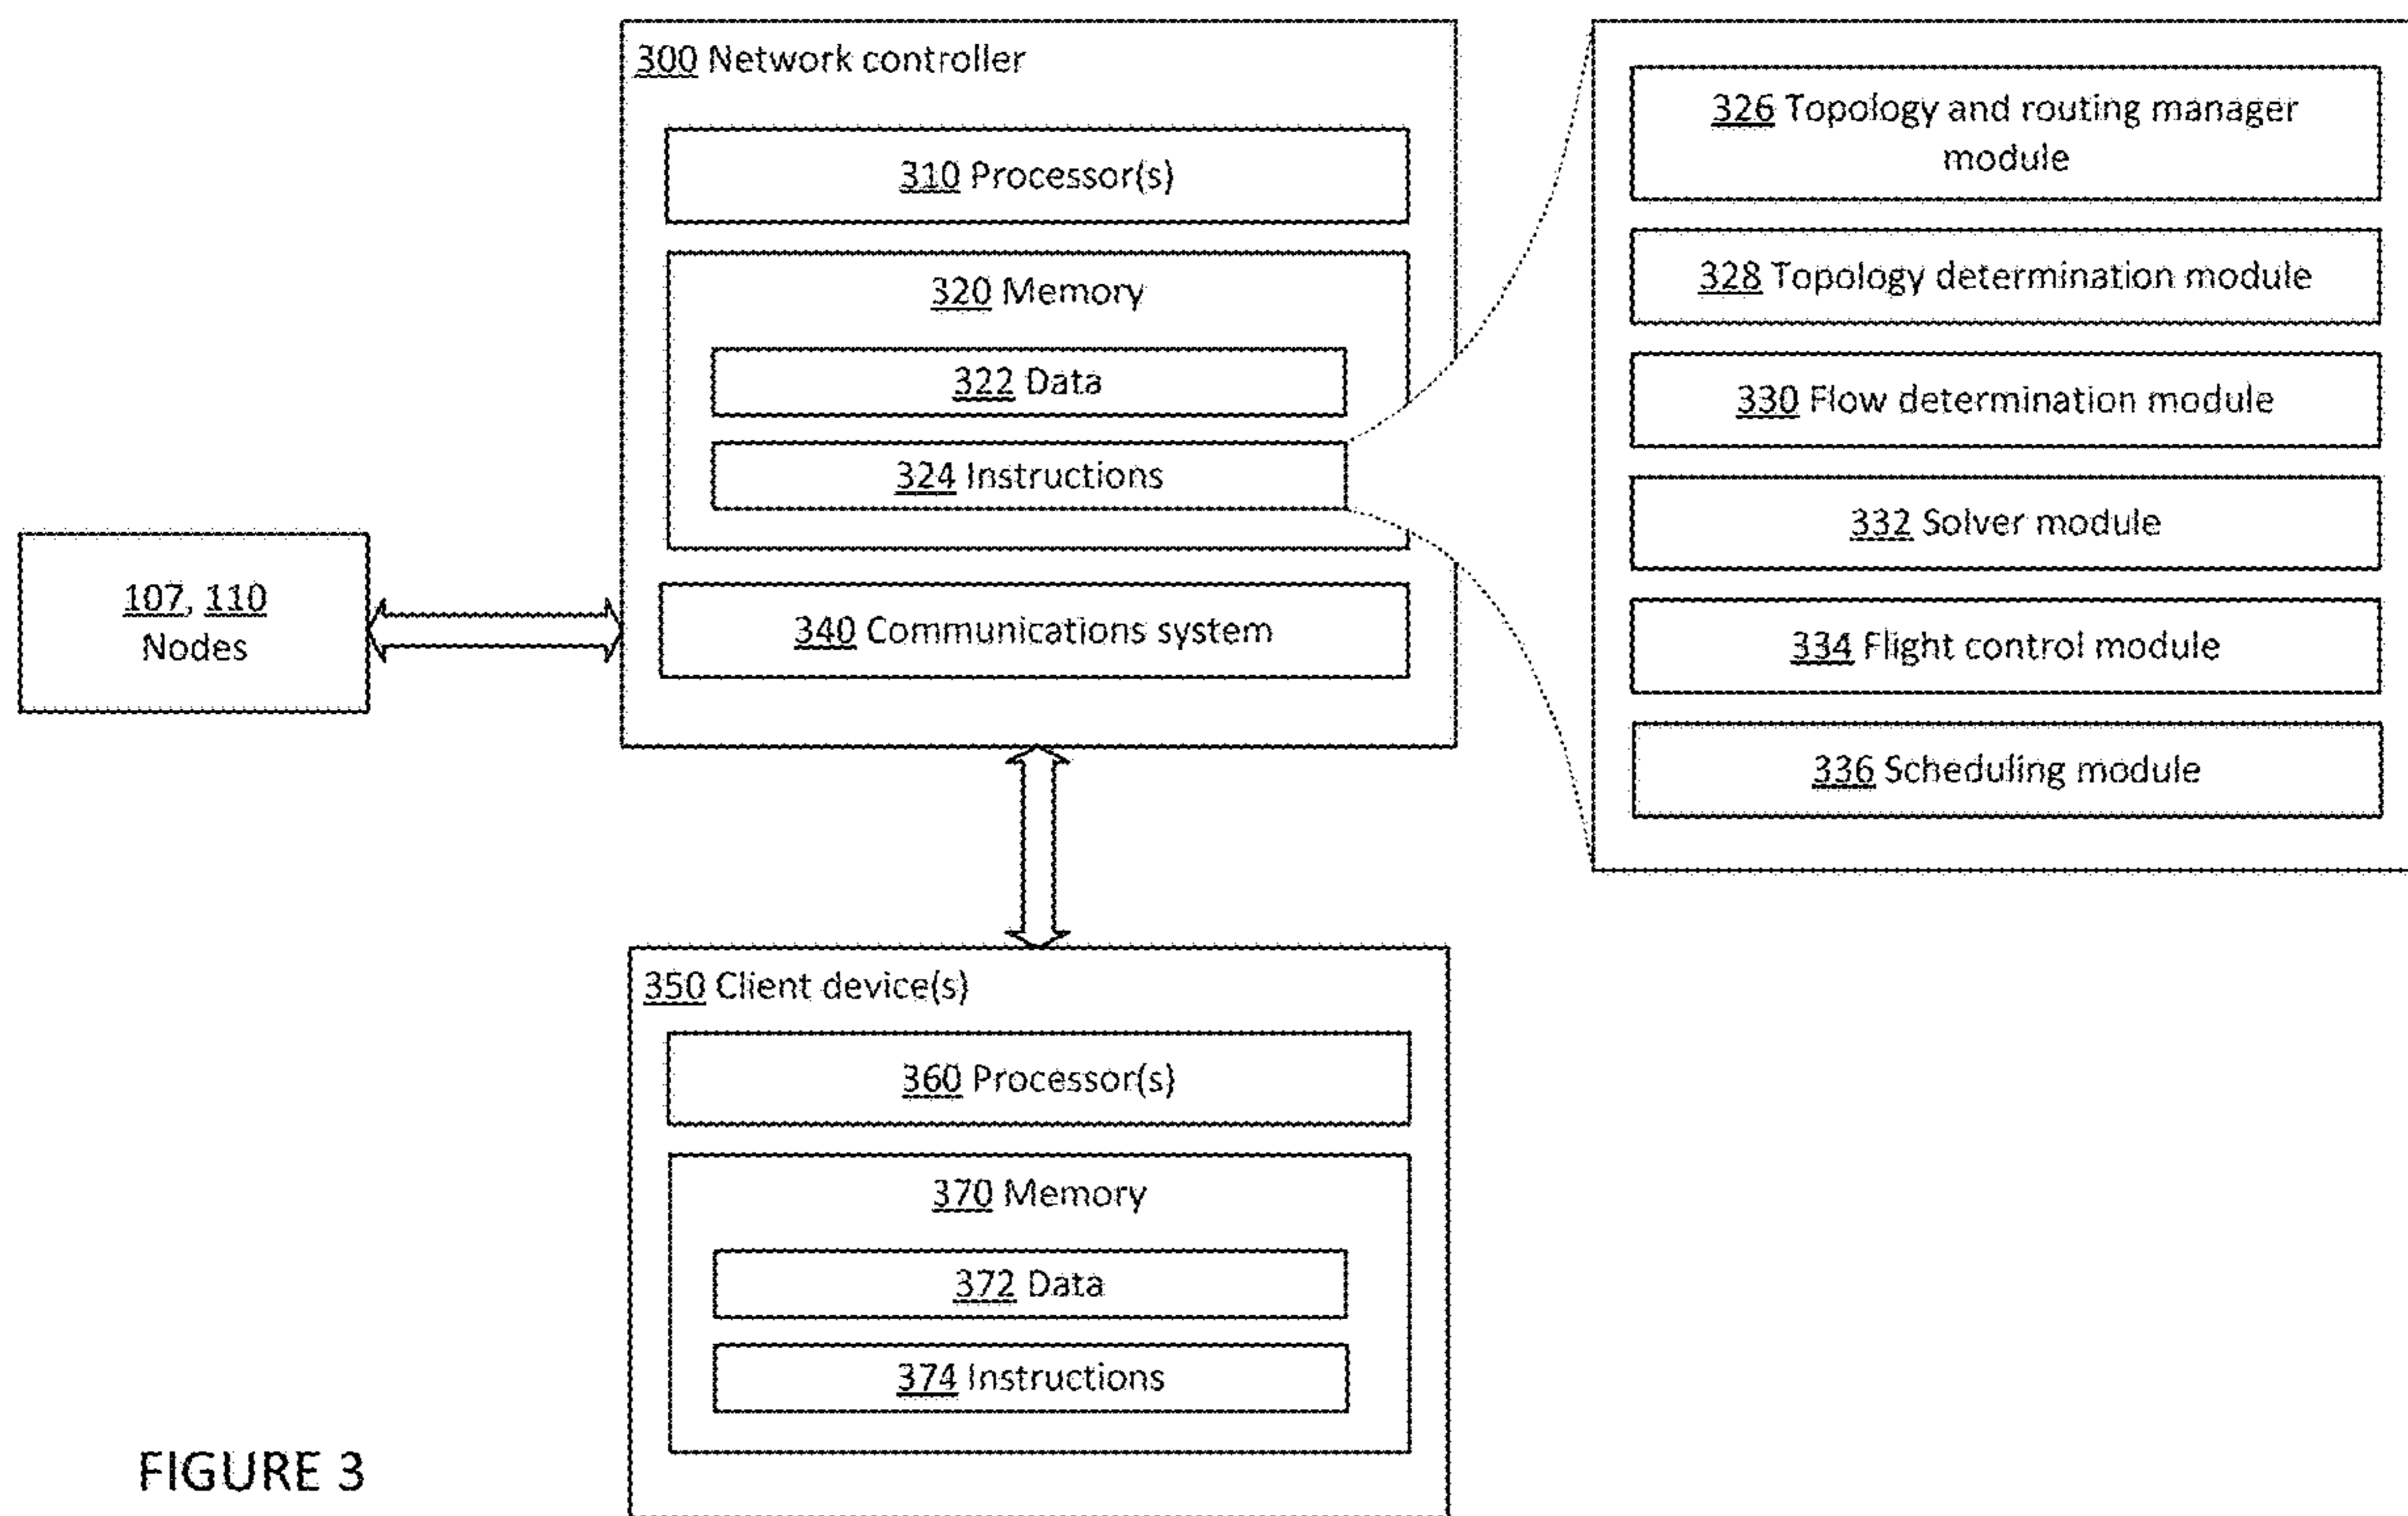 300 Network controller
310 Processor(s)
320 Memory
322 Data
324 Instructions
340 Communications system
326 Topology and routing manager
module
328 Topology determination module
330 Flow determination module
332 Solver module
334 Flight control module
336 Scheduling module
107, 110
Nodes
350 Client device(s)
360 Processor(s)
370 Memory
372 Data
374 Instructions
FIGURE 3